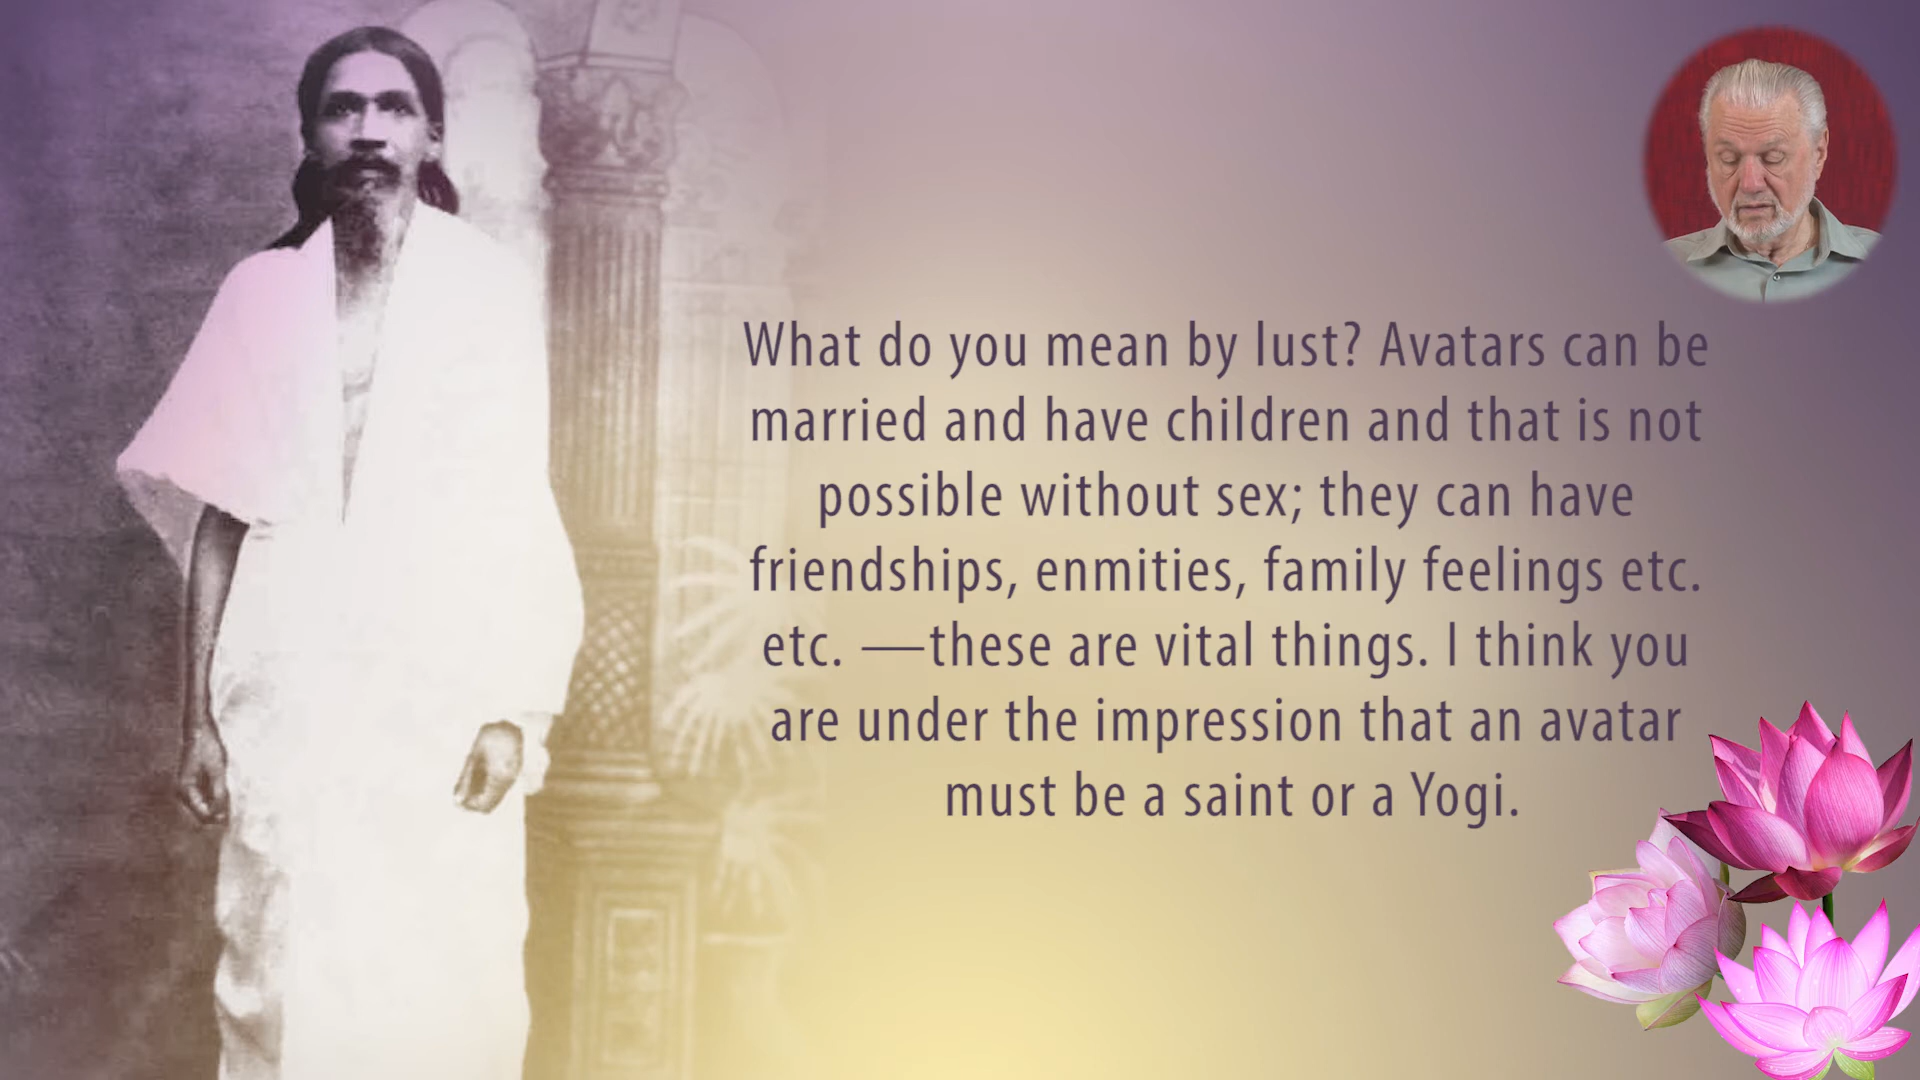 What do you mean by lust? Avatars can be
married and have children and that is not
possible without sex; they can have
friendships, enmities, family feelings etc.
etc. —these are vital things. I think you
are under the impression that an avatar
must be a saint or a Yogi.